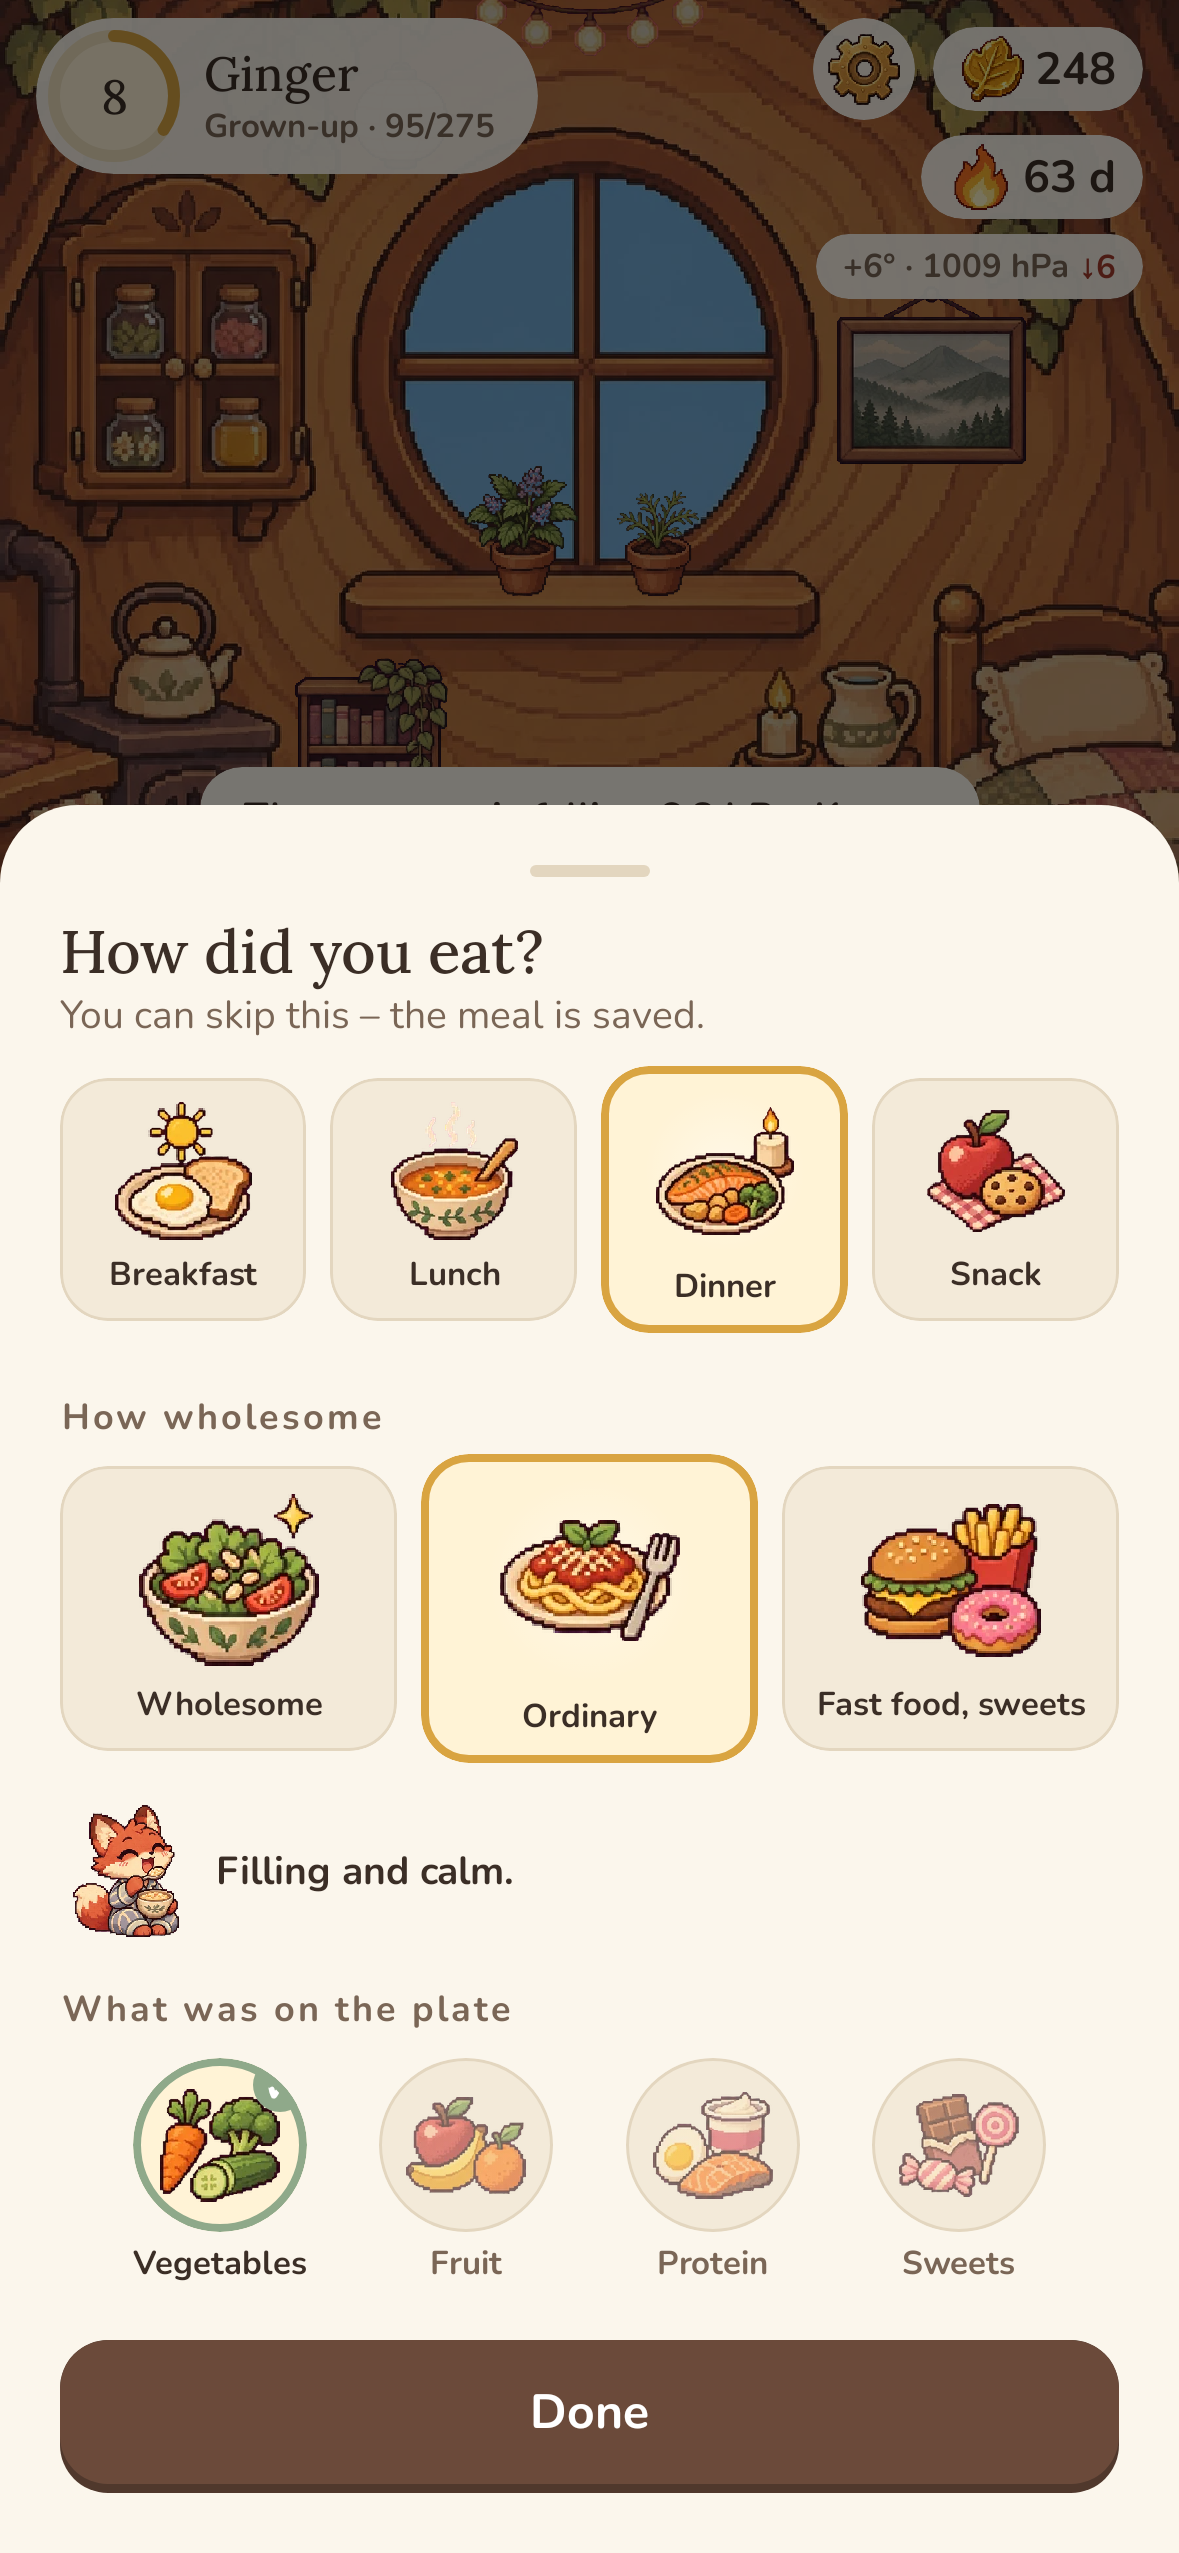 8
Ginger
Grown-up · 95/275
248
63 d
+6° · 1009 hPa ↓6
How did you eat?
You can skip this – the meal is saved.
Breakfast
Lunch
Dinner
Snack
How wholesome
Wholesome
Ordinary
Fast food, sweets
Filling and calm.
What was on the plate
Vegetables
Fruit
Protein
Sweets
Done